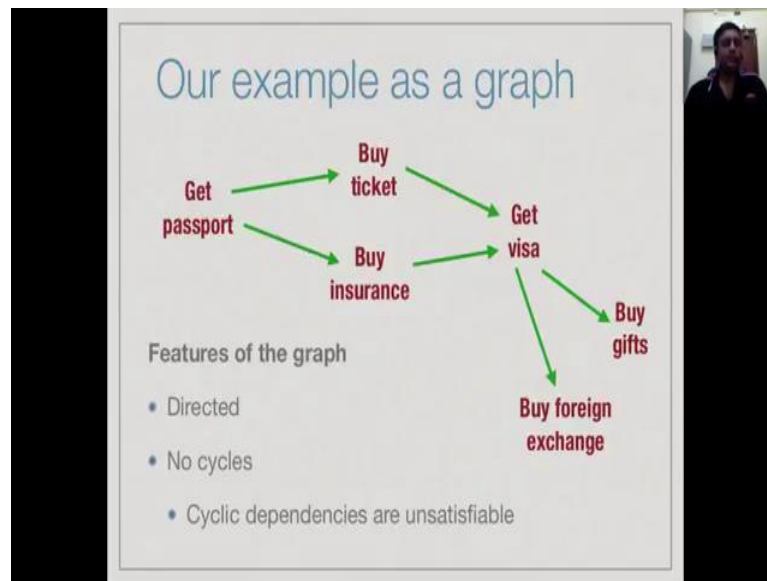 Our example as a graph
Buy
ticket
Get
passport
Get
visa
Buy
insurance
Buy
gifts
Features of the graph
• Directed
Buy foreign
exchange
• No cycles
• Cyclic dependencies are unsatisfiable